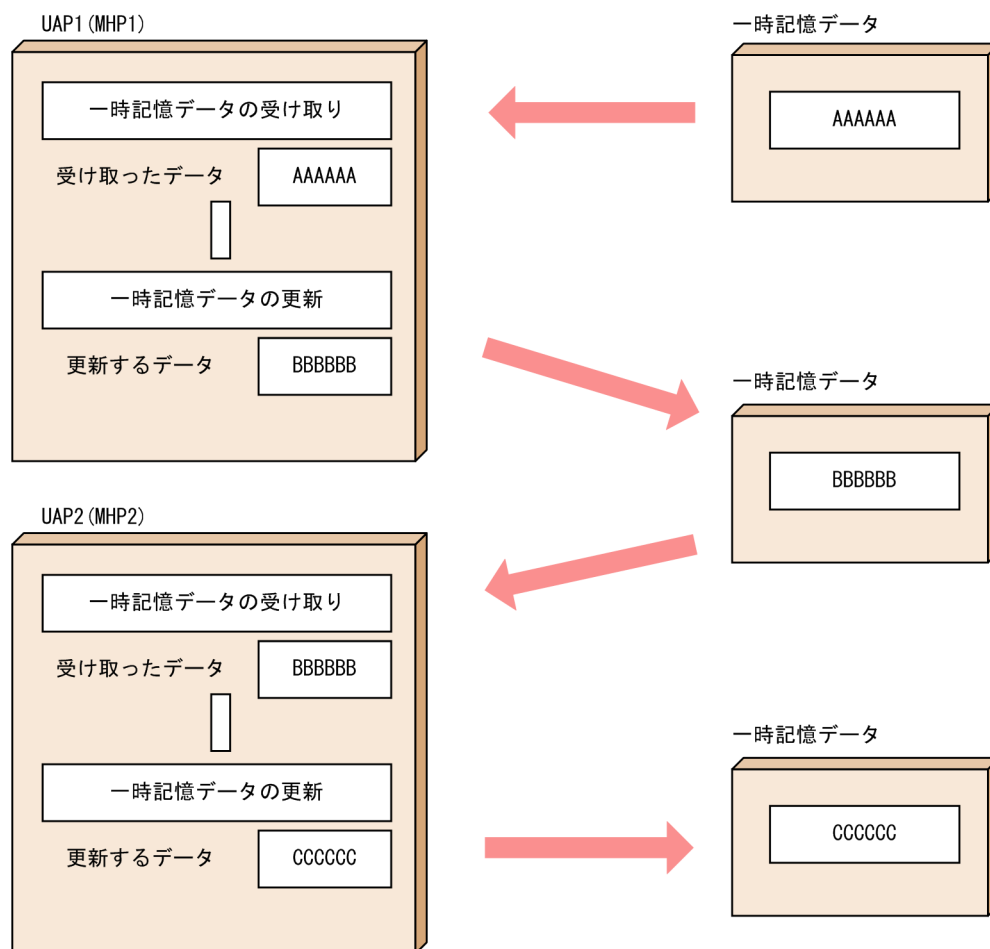 UAP1(MHP1)
一時記憶データ
一時記憶データの受け取り
AAAAAA
受け取ったデータ
AAAAAA
一時記憶データの更新
更新するデータ
BBBBBB
一時記憶データ
BBBBBB
UAP2(MHP2)
一時記憶データの受け取り
受け取ったデータ
BBBBBB
一時記憶データ
一時記憶データの更新
CCCCCC
更新するデータ
CCCCCC